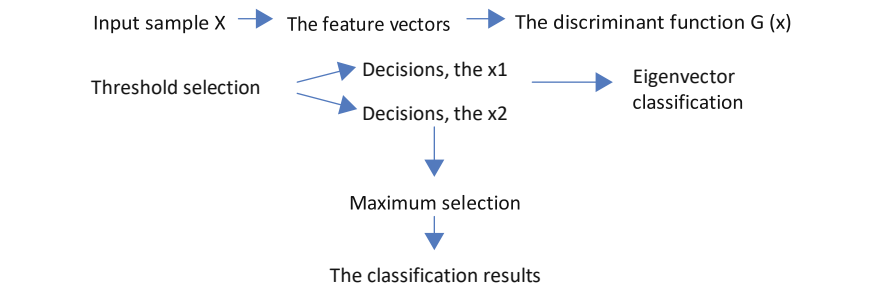 Input sample X
The feature vectors
The discriminant function G (x)
Threshold selection
Decisions, the x1
Decisions, the x2
Eigenvector
classification
Maximum selection
The classification results